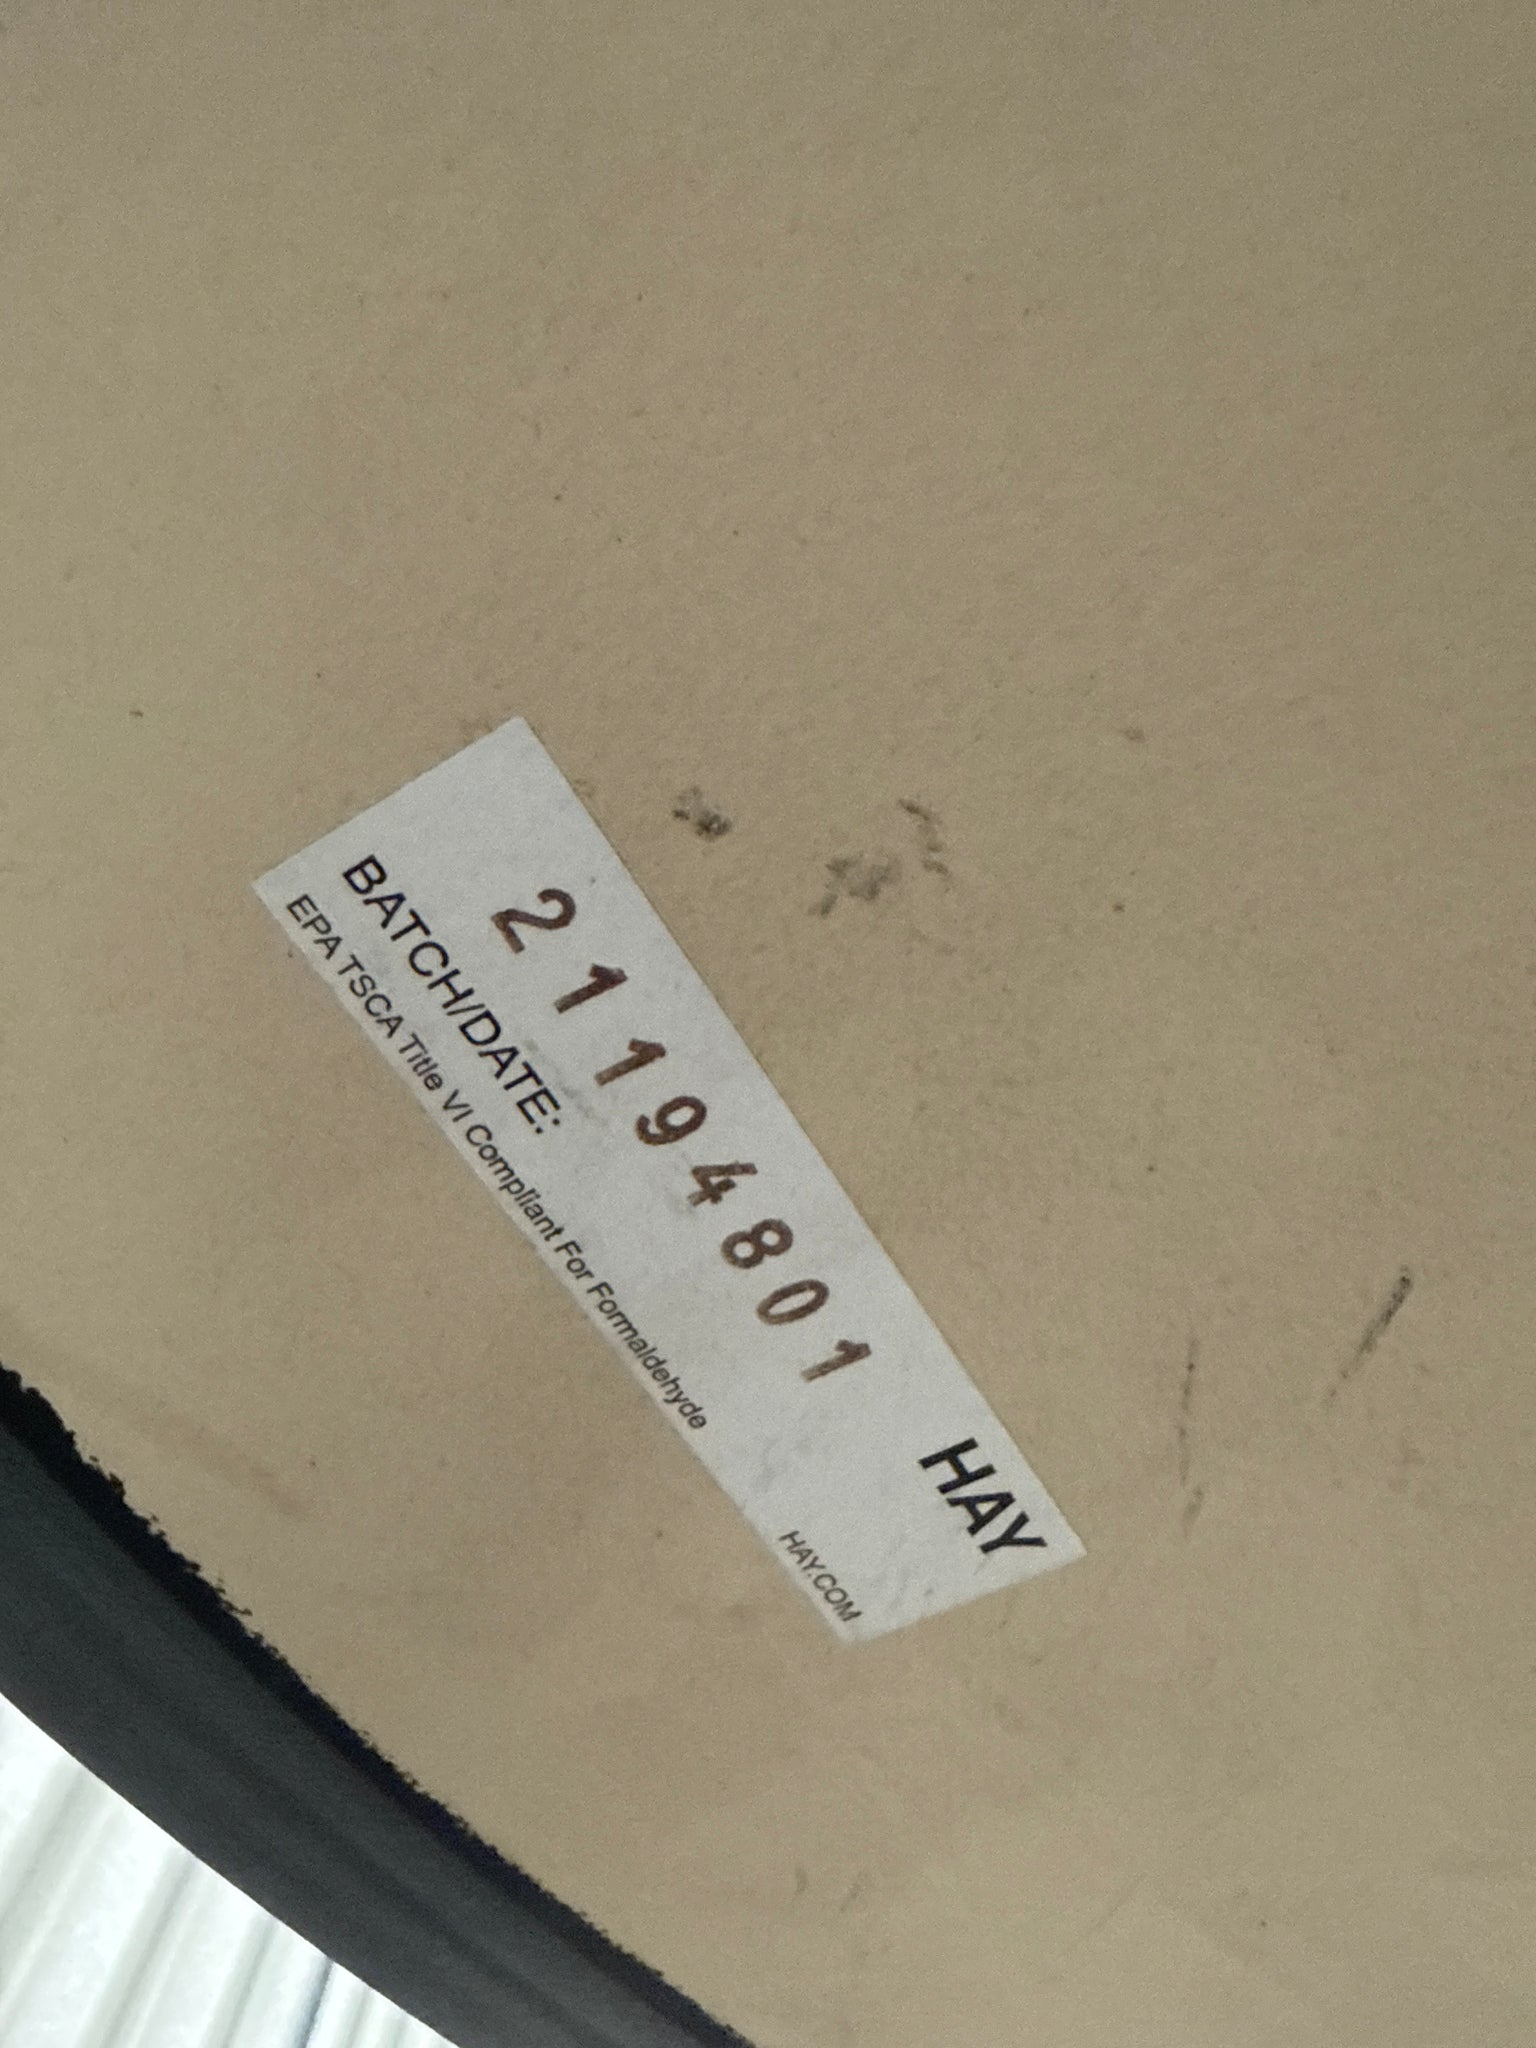 HAY
21194801
BATCH/DATE:
EPA TSCA Title VI Compliant For Formaldehyde
HAY.COM